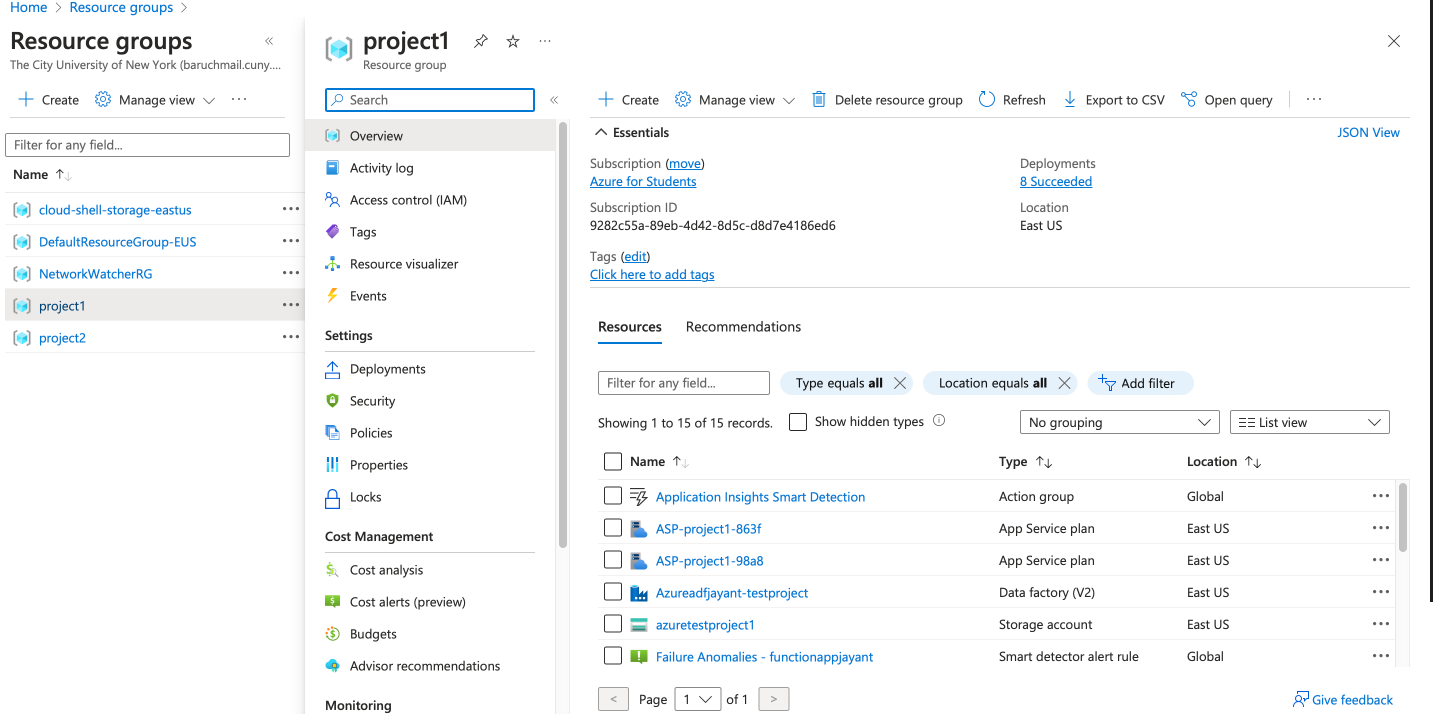 Home > Resource groups >
Resource groups
The City University of New York (baruchmail.cuny....
Create Manage view ...
Filter for any field...
Name
cloud-shell-storage-eastus
DefaultResourceGroup-EUS
NetworkWatcherRG
project1
project2
project1
Resource group
Search
Overview
Activity log
Access control (IAM)
Tags
Resource visualizer
Events
Settings
Deployments
Security
Policies
Properties
Locks
Cost Management
Cost analysis
Cost alerts (preview)
Budgets
Advisor recommendations
Monitoring
Create Manage view Delete resource group Refresh Export to CSV Open query ...
Essentials JSON View
Subscription (move)
Azure for Students
Subscription ID
9282c55a-89eb-4d42-8d5c-d8d7e4186ed6
Tags (edit)
Click here to add tags
Deployments
8 Succeeded
Location
East US
Resources Recommendations
Filter for any field... Type equals all Location equals all Add filter
Showing 1 to 15 of 15 records. Show hidden types No grouping List view
Name Type Location
Application Insights Smart Detection Action group Global
ASP-project1-863f App Service plan East US
ASP-project1-98a8 App Service plan East US
Azureadfjayant-testproject Data factory (V2) East US
azuretestproject1 Storage account East US
Failure Anomalies - functionappjayant Smart detector alert rule Global
< Page 1 of 1 > Give feedback